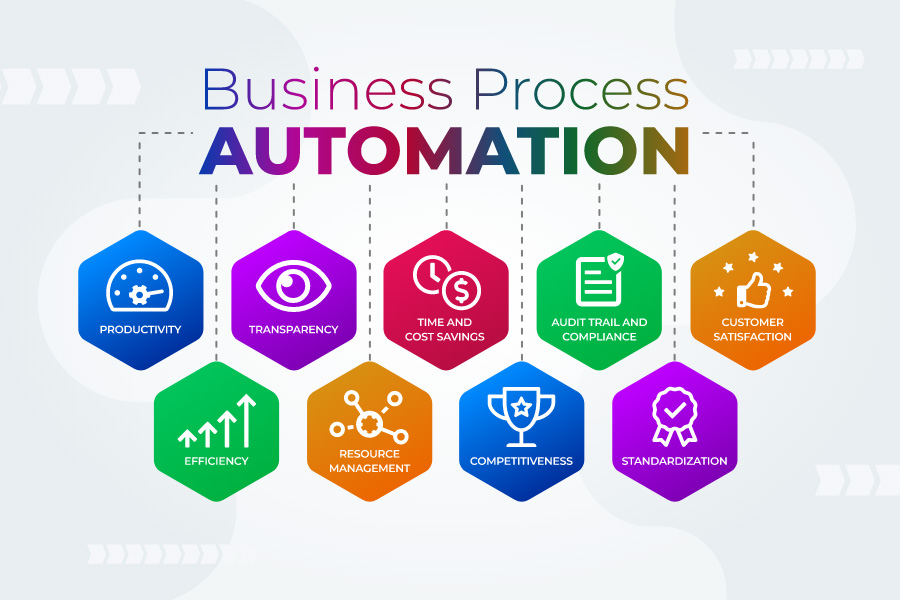 Business Process
AUTOMATION
PRODUCTIVITY
TRANSPARENCY
TIME AND
COST SAVINGS
AUDIT TRAIL AND
COMPLIANCE
CUSTOMER
SATISFACTION
EFFICIENCY
RESOURCE
MANAGEMENT
COMPETITIVENESS
STANDARDIZATION